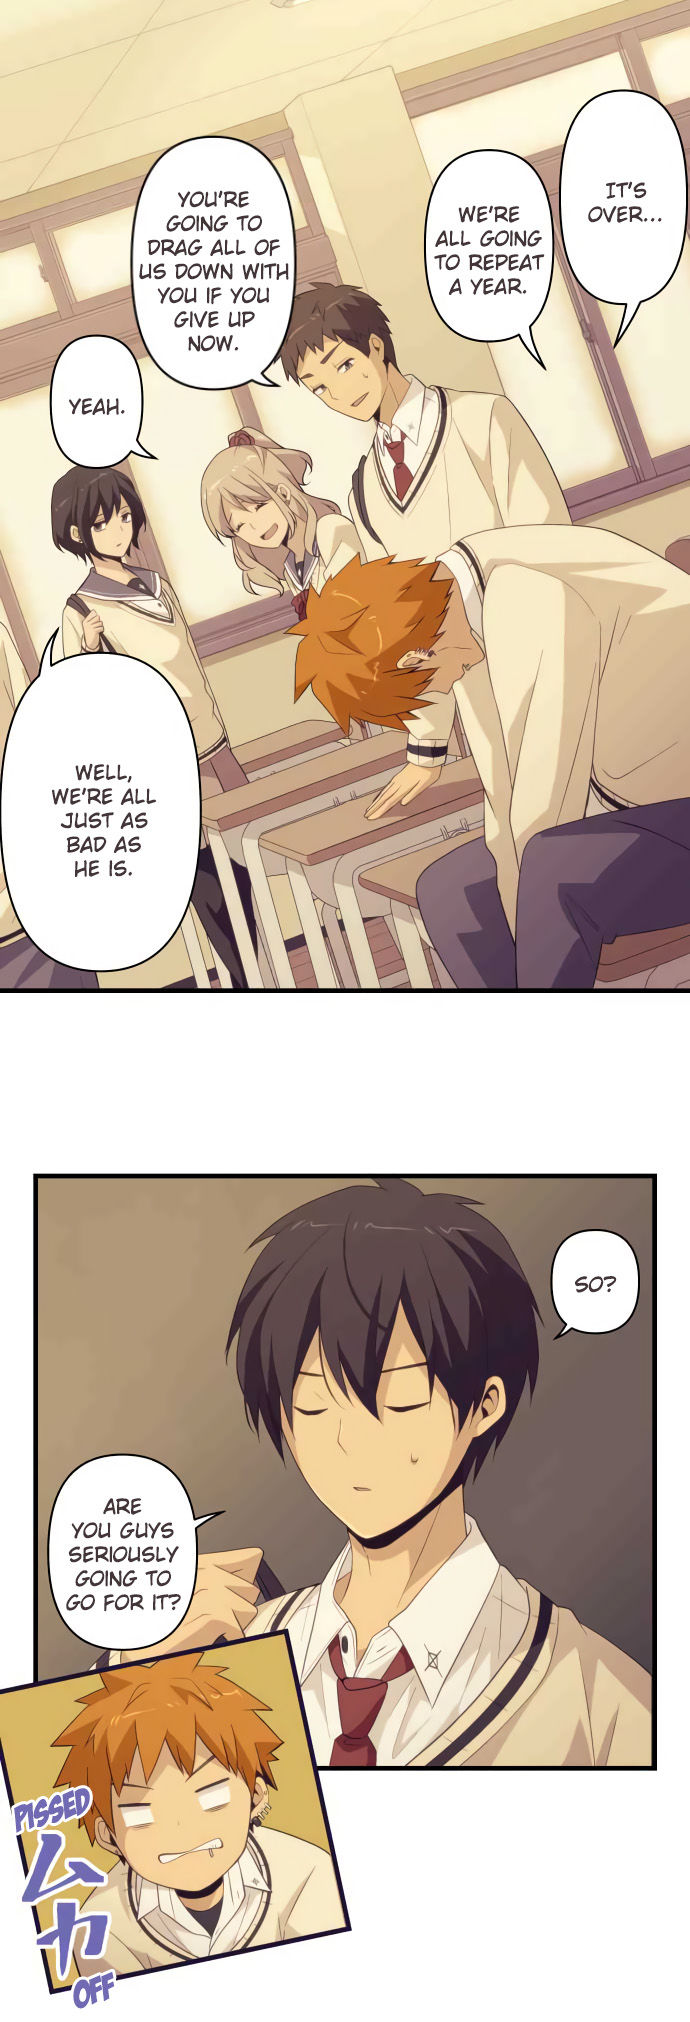 IT'S
OVER...
WE'RE
ALL GOING
TO REPEAT
A YEAR.
YOU'RE
GOING TO
DRAG ALL OF
US DOWN WITH
YOU IF YOU
GIVE UP
NOW.
YEAH.
WELL,
WE'RE ALL
JUST AS
BAD AS
HE IS.
SO?
ARE
YOU GUYS
SERIOUSLY
GOING TO
GO FOR IT?
PISSED
ムカ
OFF